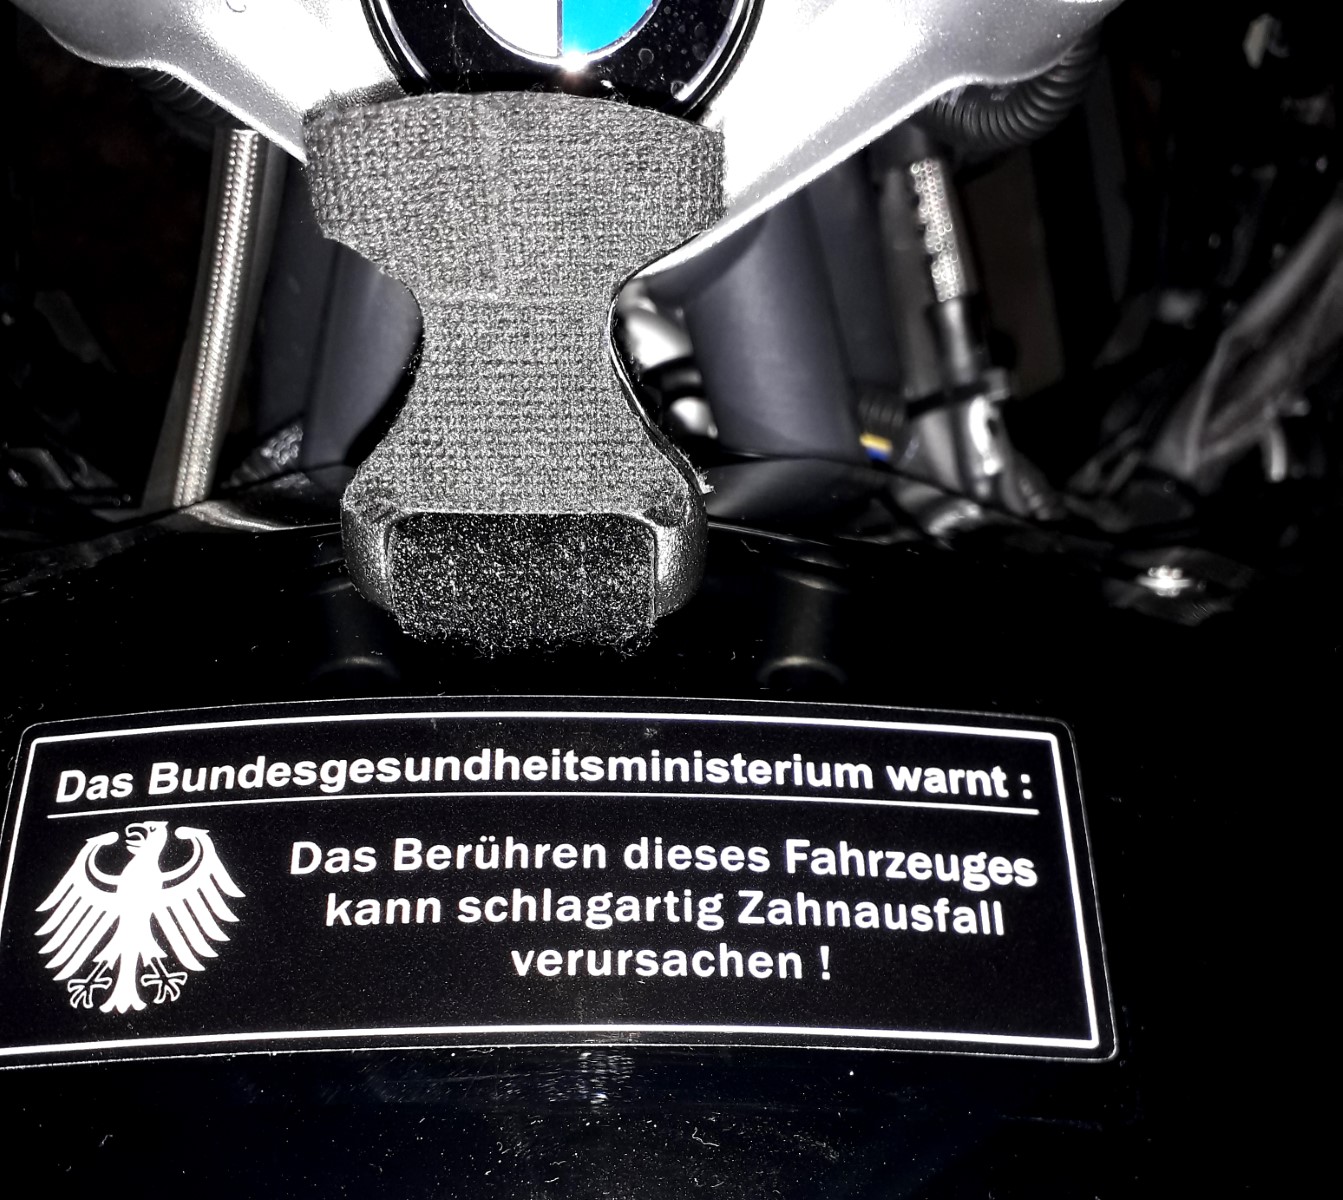 Das Bundesgesundheitsministerium warnt :
Das Berühren dieses Fahrzeuges
kann schlagartig Zahnausfall
verursachen !